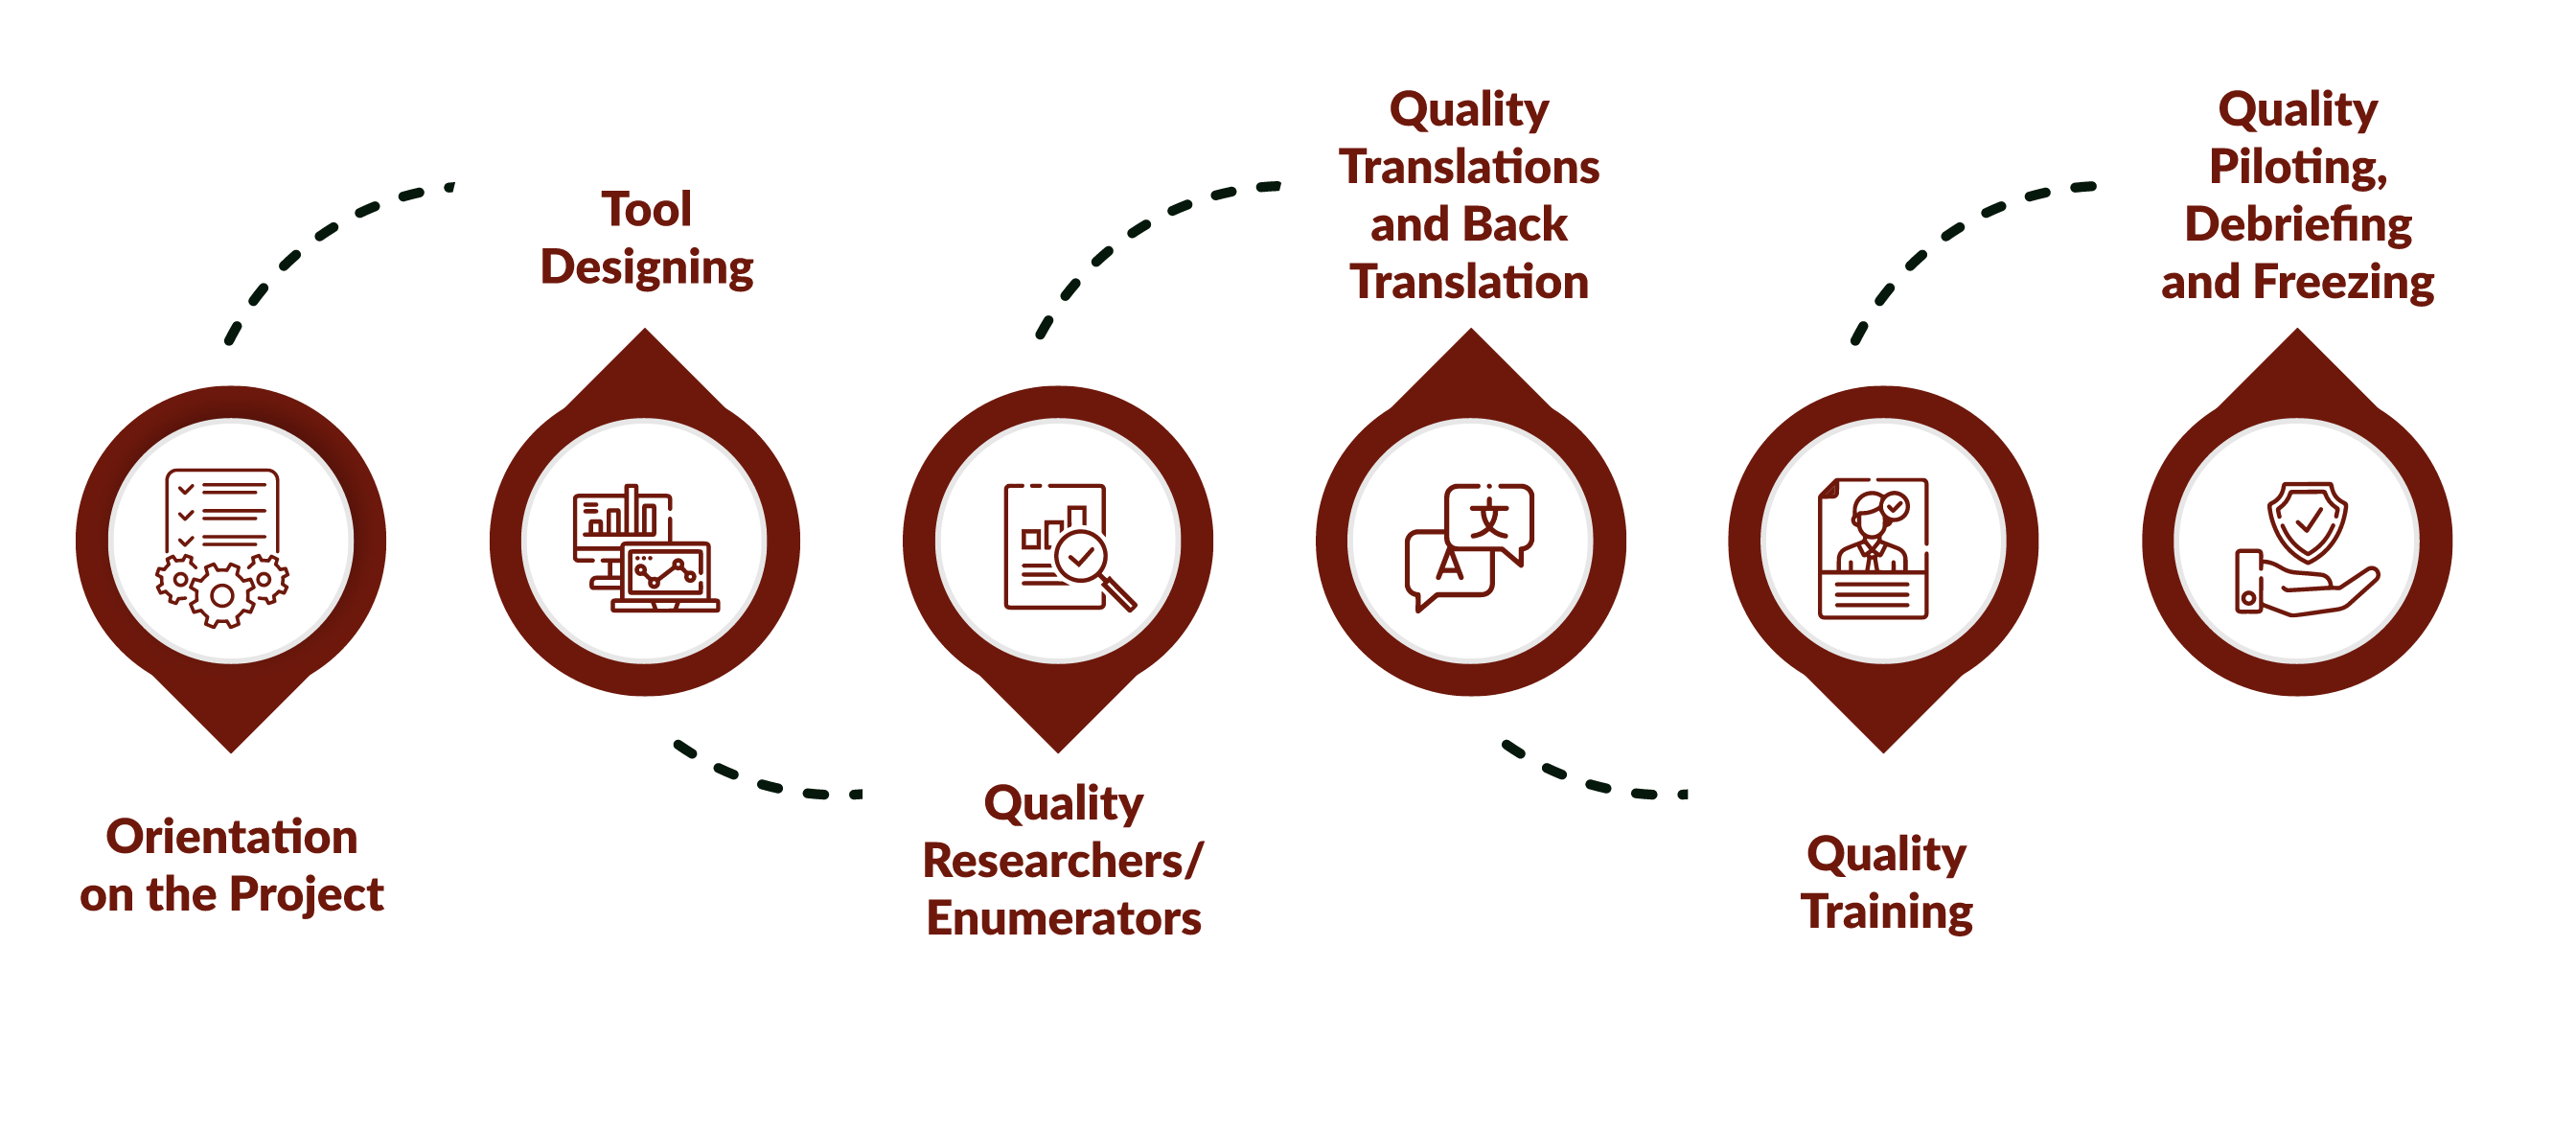 Orientation
on the Project
Tool
Designing
Quality
Researchers/
Enumerators
Quality
Translations
and Back
Translation
文
A
Quality
Training
Quality
Piloting,
Debriefing
and Freezing